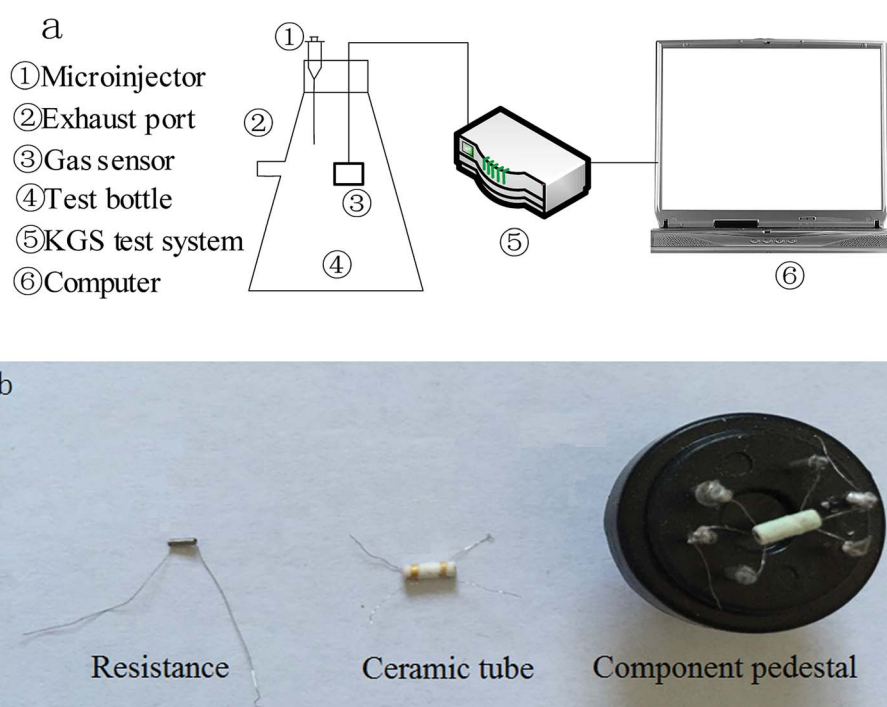 a
①Microinjector
②Exhaust port
③Gas sensor
④Test bottle
⑤KGS test system
⑥Computer
①
②
③
④
⑤
⑥
b
Resistance
Ceramic tube
Component pedestal